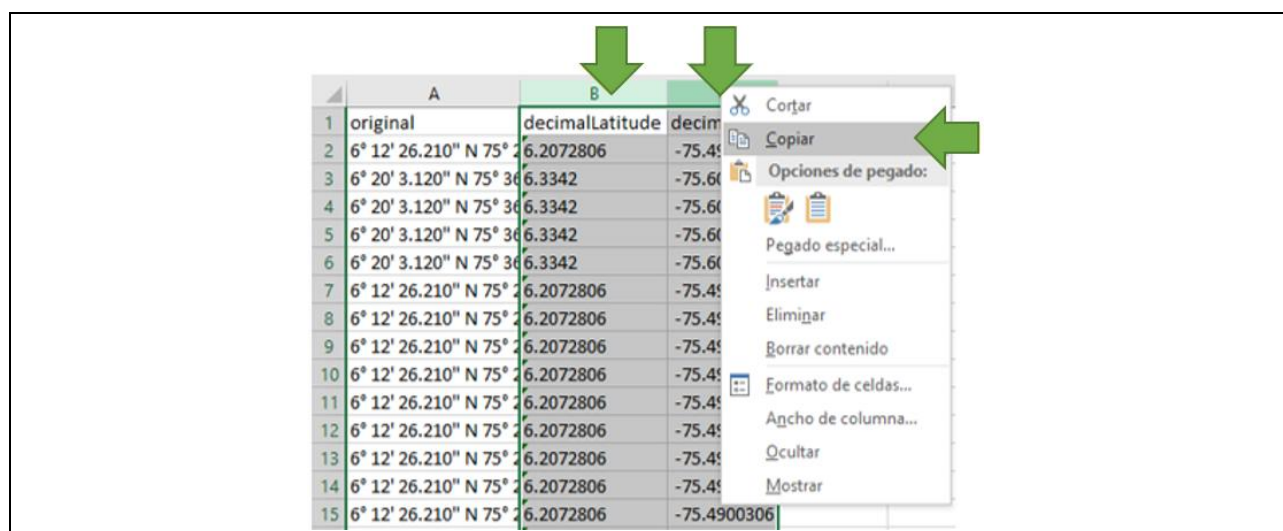 A B
1 original decimalLatitude decim
2 6° 12' 26.210" N 75° 2 6.2072806 -75.49
3 6° 20' 3.120" N 75° 36 6.3342 -75.60
4 6° 20' 3.120" N 75° 36 6.3342 -75.60
5 6° 20' 3.120" N 75° 36 6.3342 -75.60
6 6° 20' 3.120" N 75° 36 6.3342 -75.60
7 6° 12' 26.210" N 75° 2 6.2072806 -75.49
8 6° 12' 26.210" N 75° 2 6.2072806 -75.49
9 6° 12' 26.210" N 75° 2 6.2072806 -75.49
10 6° 12' 26.210" N 75° 2 6.2072806 -75.49
11 6° 12' 26.210" N 75° 2 6.2072806 -75.49
12 6° 12' 26.210" N 75° 2 6.2072806 -75.49
13 6° 12' 26.210" N 75° 2 6.2072806 -75.49
14 6° 12' 26.210" N 75° 2 6.2072806 -75.49
15 6° 12' 26.210" N 75° 2 6.2072806 -75.4900306
Cortar
Copiar
Opciones de pegado:
Pegado especial...
Insertar
Eliminar
Borrar contenido
Formato de celdas...
Ancho de columna...
Ocultar
Mostrar